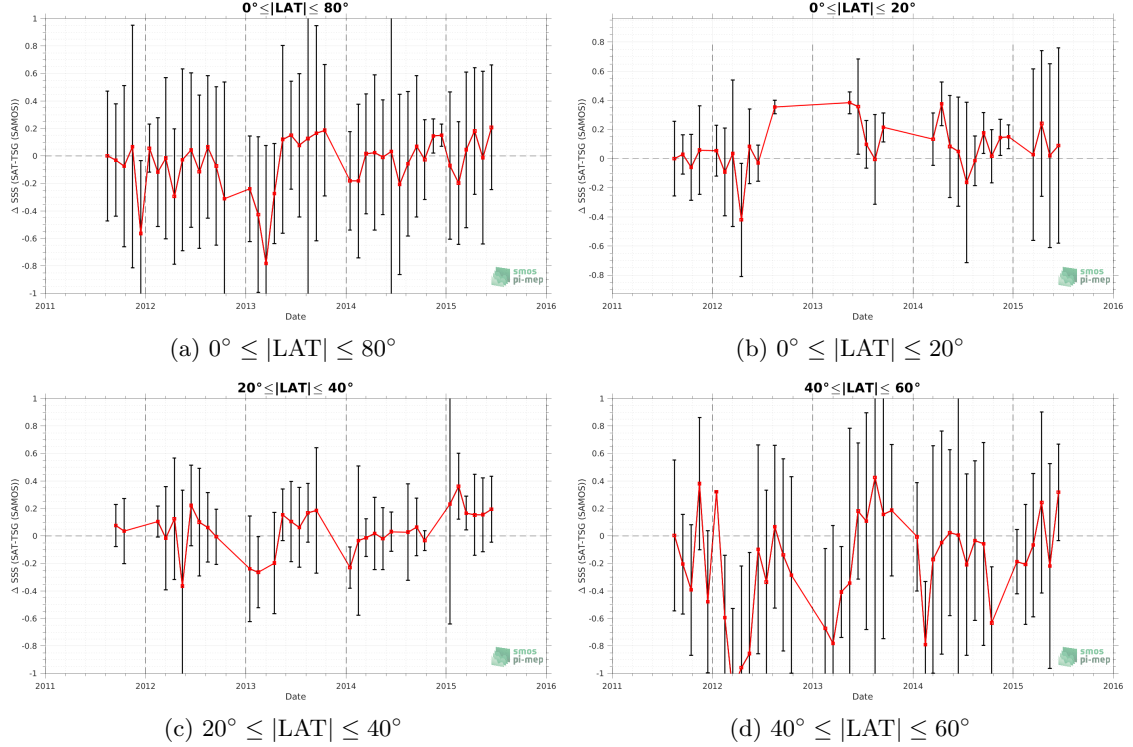 0°≤|LAT|≤ 80°
Δ SSS (SAT-TSG (SAMOS))
1
0.8
0.6
0.4
0.2
0
-0.2
-0.4
-0.6
-0.8
-1
2011
2012
2013
2014
2015
2016
Date
smos
pi-mep
(a) 0° ≤ |LAT| ≤ 80°
0°≤|LAT|≤ 20°
Δ SSS (SAT-TSG (SAMOS))
0.8
0.6
0.4
0.2
0
-0.2
-0.4
-0.6
-0.8
2011
2012
2013
2014
2015
2016
Date
smos
pi-mep
(b) 0° ≤ |LAT| ≤ 20°
20°≤|LAT|≤ 40°
Δ SSS (SAT-TSG (SAMOS))
1
0.8
0.6
0.4
0.2
0
-0.2
-0.4
-0.6
-0.8
-1
2011
2012
2013
2014
2015
2016
Date
smos
pi-mep
(c) 20° ≤ |LAT| ≤ 40°
40°≤|LAT|≤ 60°
Δ SSS (SAT-TSG (SAMOS))
1
0.8
0.6
0.4
0.2
0
-0.2
-0.4
-0.6
-0.8
-1
2011
2012
2013
2014
2015
2016
Date
smos
pi-mep
(d) 40° ≤ |LAT| ≤ 60°